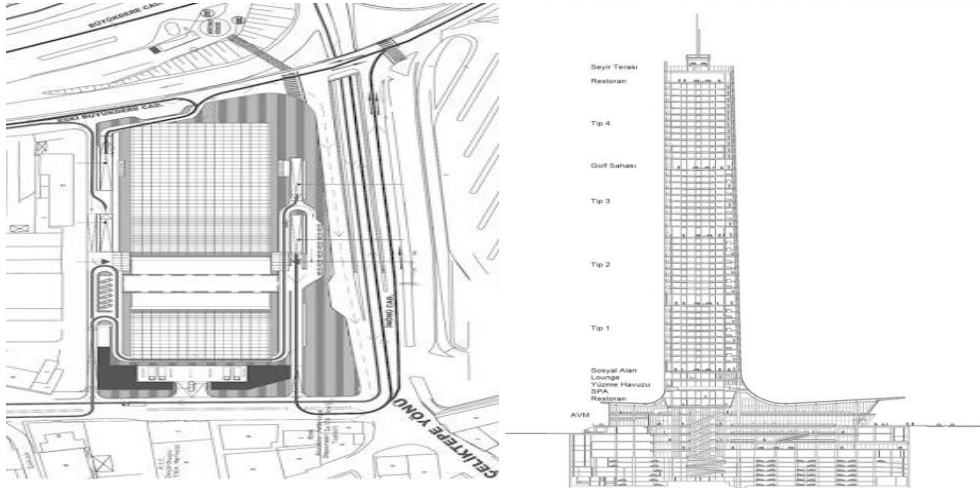 BÜYÜKDERE CAD.
ESKİ BÜYÜKDERE CAD.
İNÖNÜ CAD.
ÇELİKTEPE YÖNÜ
Seyir Terası
Restoran
Tip 4
Golf Sahası
Tip 3
Tip 2
Tip 1
Sosyal Alan
Lounge
Yüzme Havuzu
SPA
Restoran
AVM